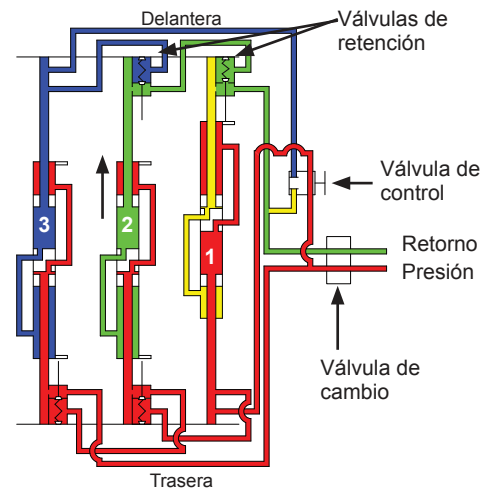 Delantera
Válvulas de
retención
3
2
1
Válvula de
control
Retorno
Presión
Válvula de
cambio
Trasera